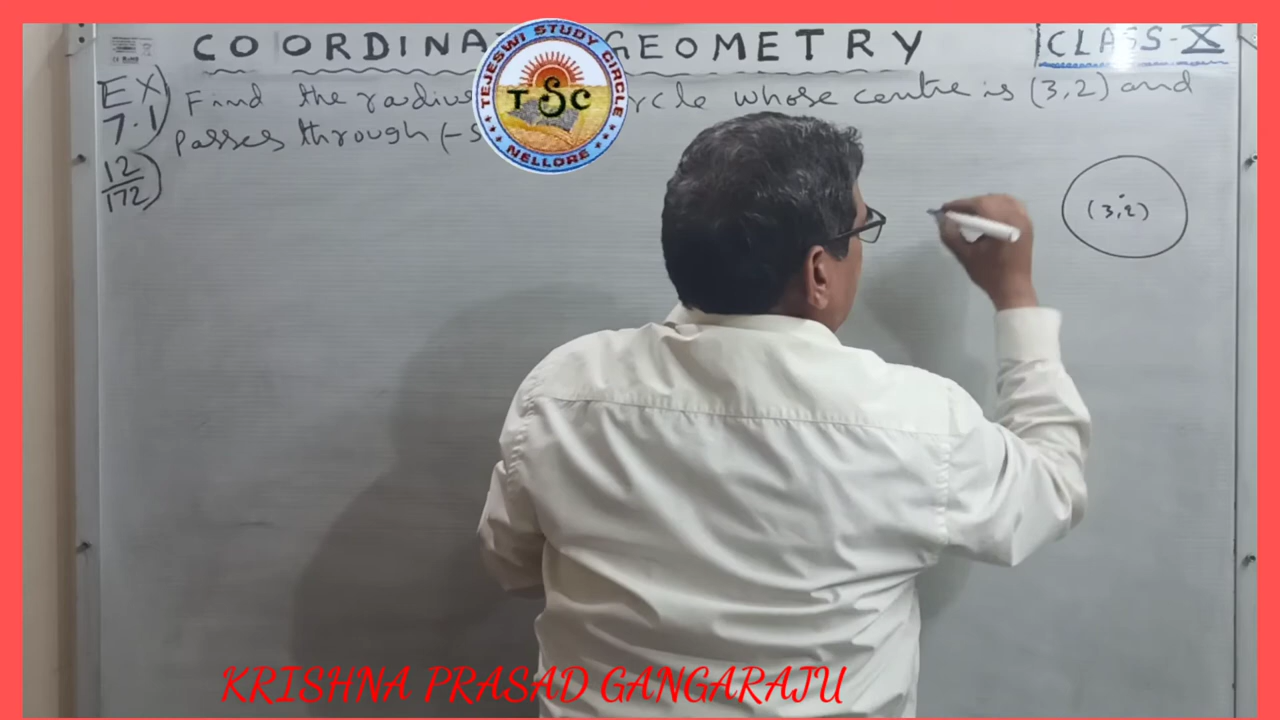 COORDINA GEOMETRY
CLASS-X
EX 7.1) Find the radius rcle whose centre is (3,2) and
12/172) passes through (-5
TEJESWI STUDY CIRCLE
TSC
NELLORE
(3,2)
KRISHNA PRASAD GANGARAJU